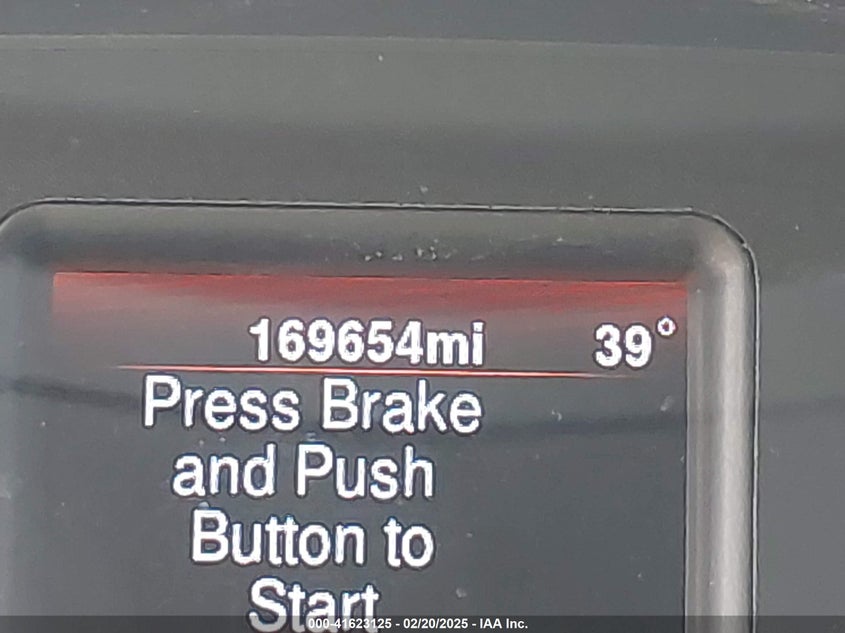 169654mi 39°
Press Brake
and Push
Button to
Start
000-41623125 - 02/20/2025 - IAA Inc.